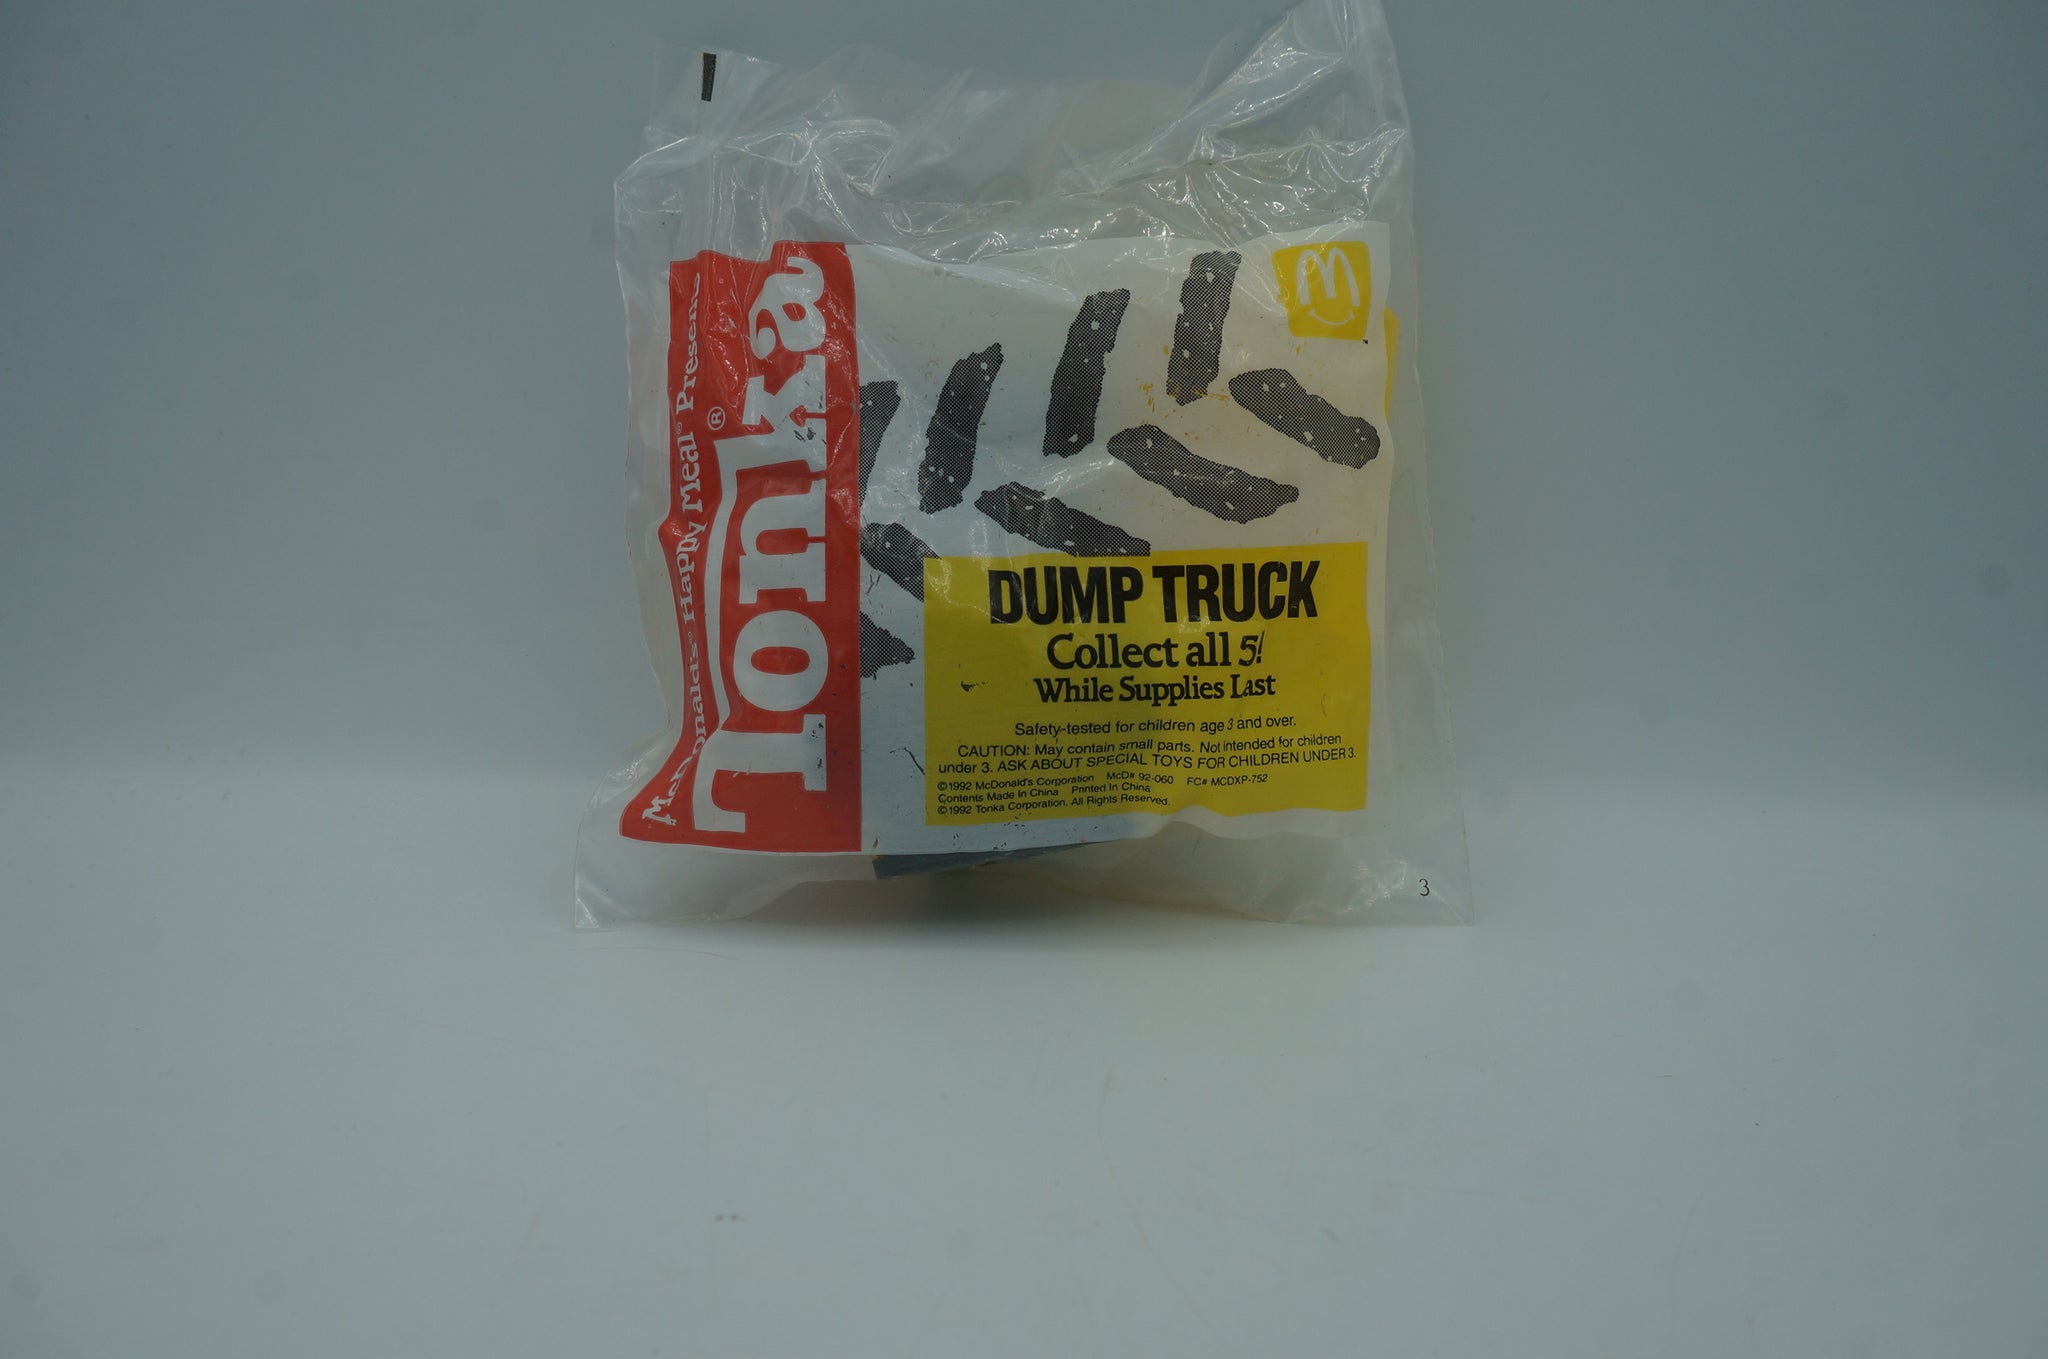 McDonald's® Happy Meal® Presents
Tonka®
DUMP TRUCK
Collect all 5!
While Supplies Last
Safety-tested for children age 3 and over.
CAUTION: May contain small parts. Not intended for children
under 3. ASK ABOUT SPECIAL TOYS FOR CHILDREN UNDER 3.
©1992 McDonald's Corporation McD# 92-060 FC# MCDXP-752
Contents Made in China Printed in China
©1992 Tonka Corporation. All Rights Reserved.
3